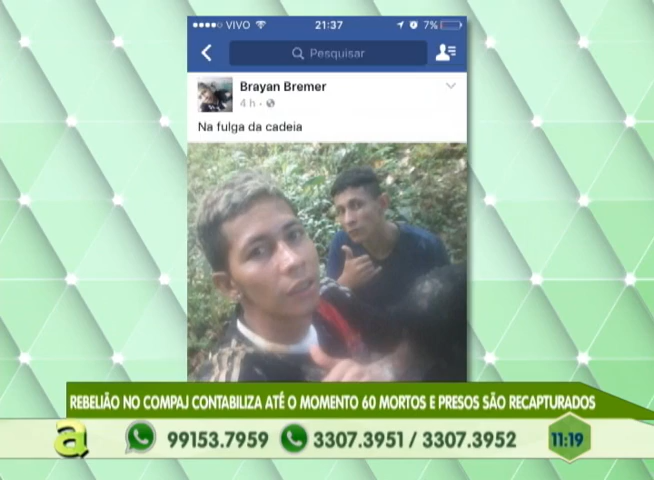 VIVO 21:37 7%
Pesquisar
Brayan Bremer
4 h
Na fulga da cadeia
REBELIÃO NO COMPAJ CONTABILIZA ATÉ O MOMENTO 60 MORTOS E PRESOS SÃO RECAPTURADOS
a 99153.7959 3307.3951 / 3307.3952 11:19